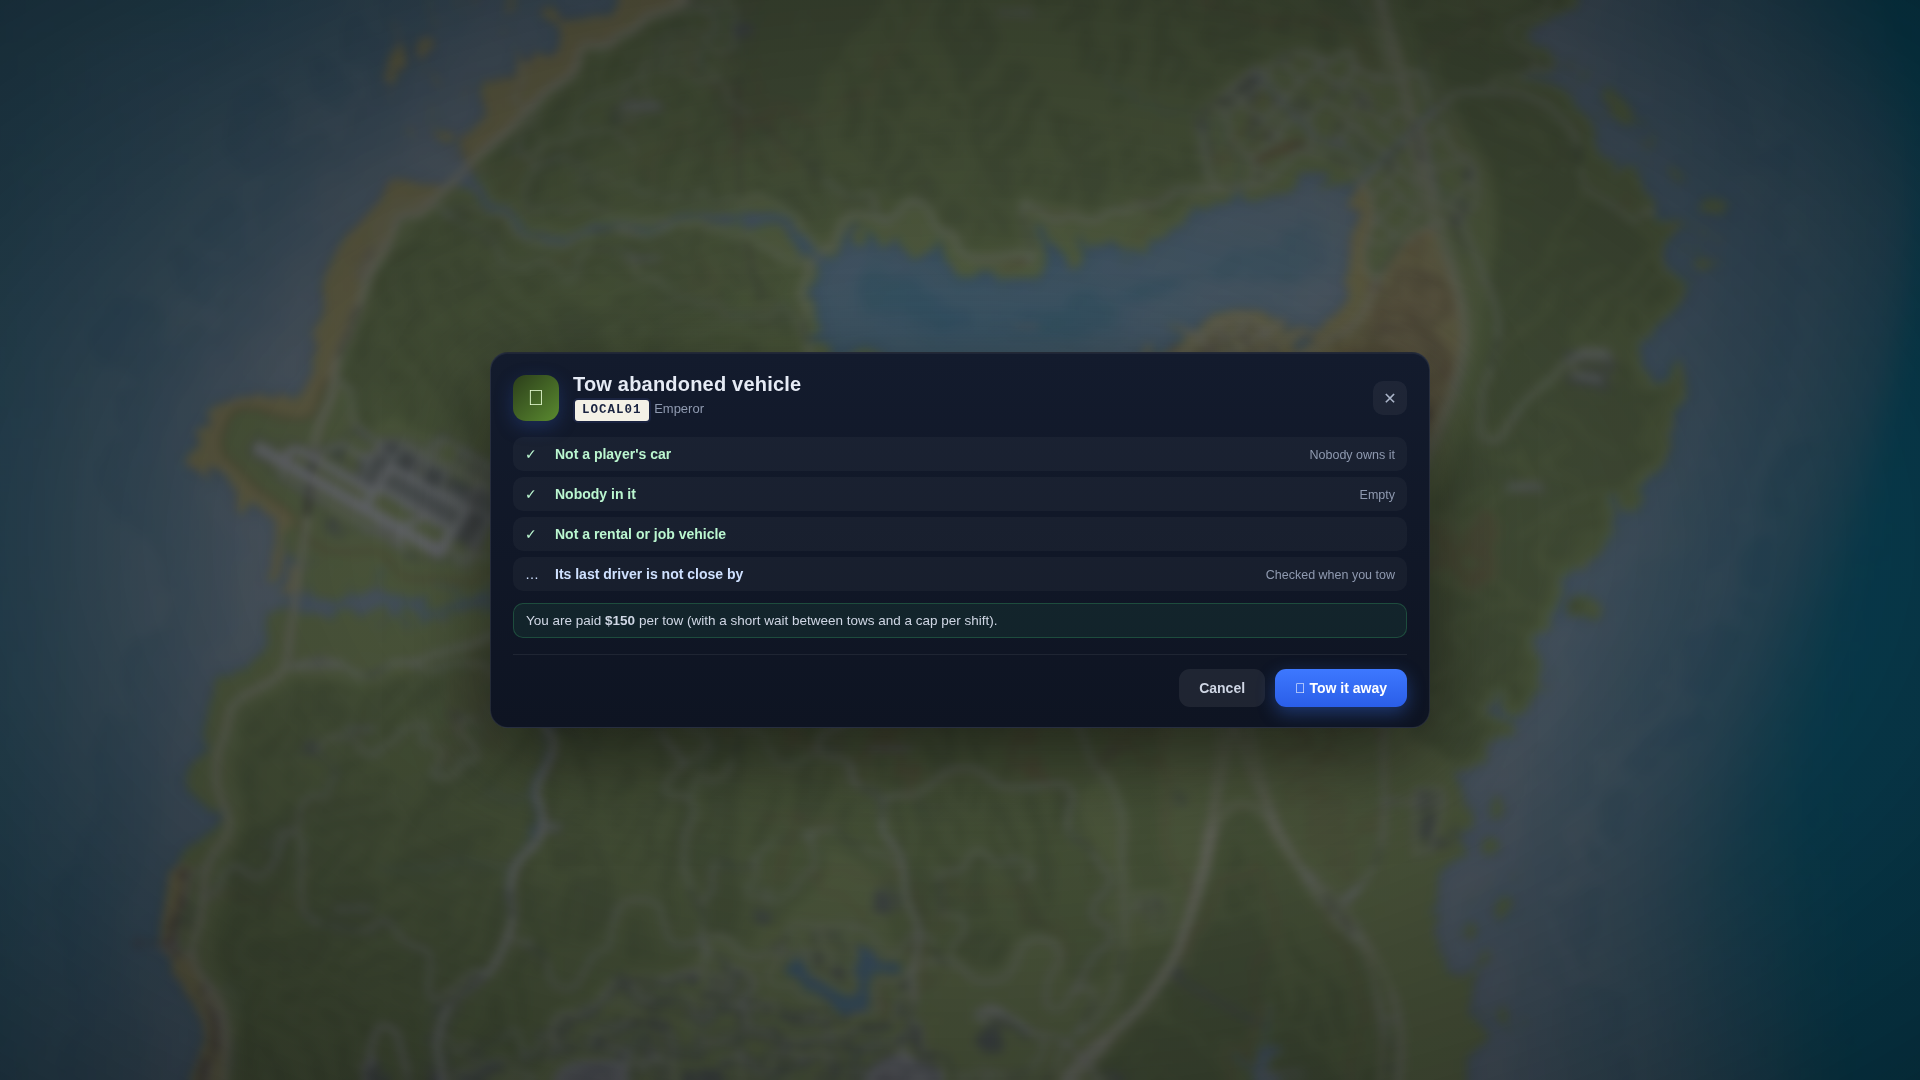 Tow abandoned vehicle
LOCAL01 Emperor
✓ Not a player's car Nobody owns it
✓ Nobody in it Empty
✓ Not a rental or job vehicle
… Its last driver is not close by Checked when you tow
You are paid $150 per tow (with a short wait between tows and a cap per shift).
Cancel
Tow it away